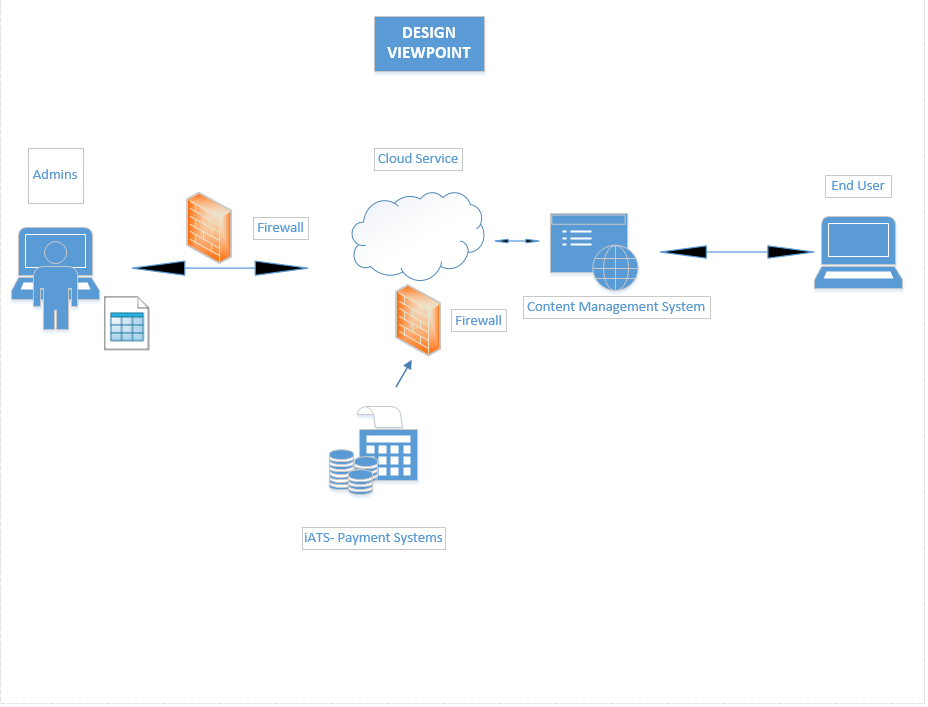 DESIGN
VIEWPOINT
Admins
Firewall
Cloud Service
End User
Content Management System
Firewall
iATS- Payment Systems